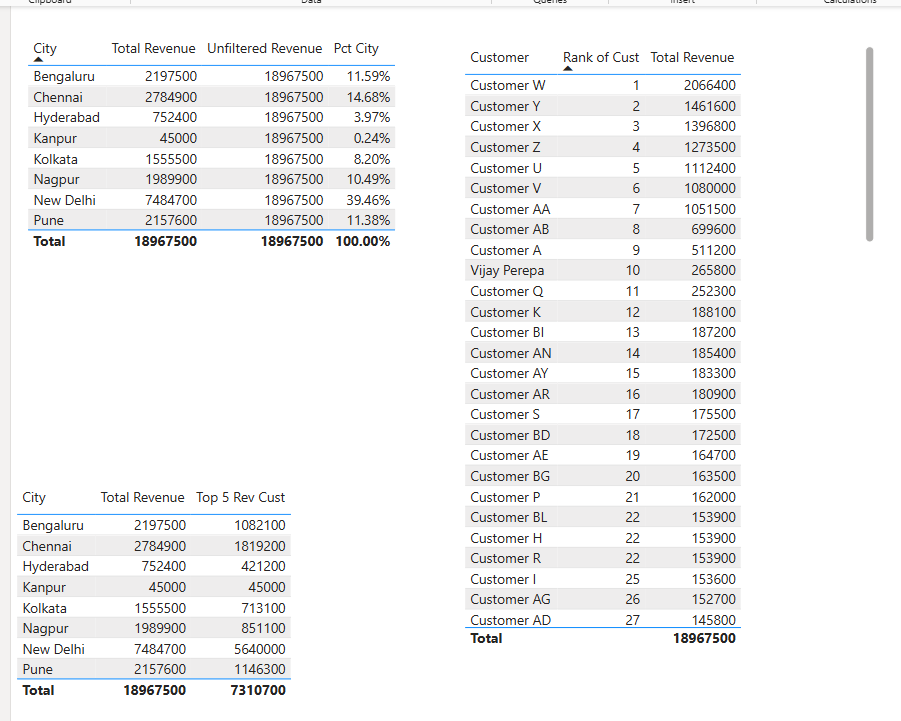 Clipboard Data Queries Insert Calculations
City Total Revenue Unfiltered Revenue Pct City
Bengaluru 2197500 18967500 11.59%
Chennai 2784900 18967500 14.68%
Hyderabad 752400 18967500 3.97%
Kanpur 45000 18967500 0.24%
Kolkata 1555500 18967500 8.20%
Nagpur 1989900 18967500 10.49%
New Delhi 7484700 18967500 39.46%
Pune 2157600 18967500 11.38%
Total 18967500 18967500 100.00%
Customer Rank of Cust Total Revenue
Customer W 1 2066400
Customer Y 2 1461600
Customer X 3 1396800
Customer Z 4 1273500
Customer U 5 1112400
Customer V 6 1080000
Customer AA 7 1051500
Customer AB 8 699600
Customer A 9 511200
Vijay Perepa 10 265800
Customer Q 11 252300
Customer K 12 188100
Customer BI 13 187200
Customer AN 14 185400
Customer AY 15 183300
Customer AR 16 180900
Customer S 17 175500
Customer BD 18 172500
Customer AE 19 164700
Customer BG 20 163500
Customer P 21 162000
Customer BL 22 153900
Customer H 22 153900
Customer R 22 153900
Customer I 25 153600
Customer AG 26 152700
Customer AD 27 145800
Total 18967500
City Total Revenue Top 5 Rev Cust
Bengaluru 2197500 1082100
Chennai 2784900 1819200
Hyderabad 752400 421200
Kanpur 45000 45000
Kolkata 1555500 713100
Nagpur 1989900 851100
New Delhi 7484700 5640000
Pune 2157600 1146300
Total 18967500 7310700